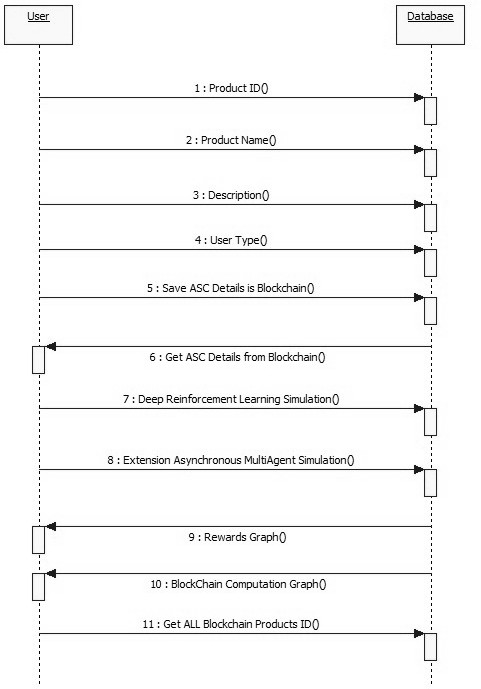 User
Database
1 : Product ID()
2 : Product Name()
3 : Description()
4 : User Type()
5 : Save ASC Details is Blockchain()
6 : Get ASC Details from Blockchain()
7 : Deep Reinforcement Learning Simulation()
8 : Extension Asynchronous MultiAgent Simulation()
9 : Rewards Graph()
10 : BlockChain Computation Graph()
11 : Get ALL Blockchain Products ID()